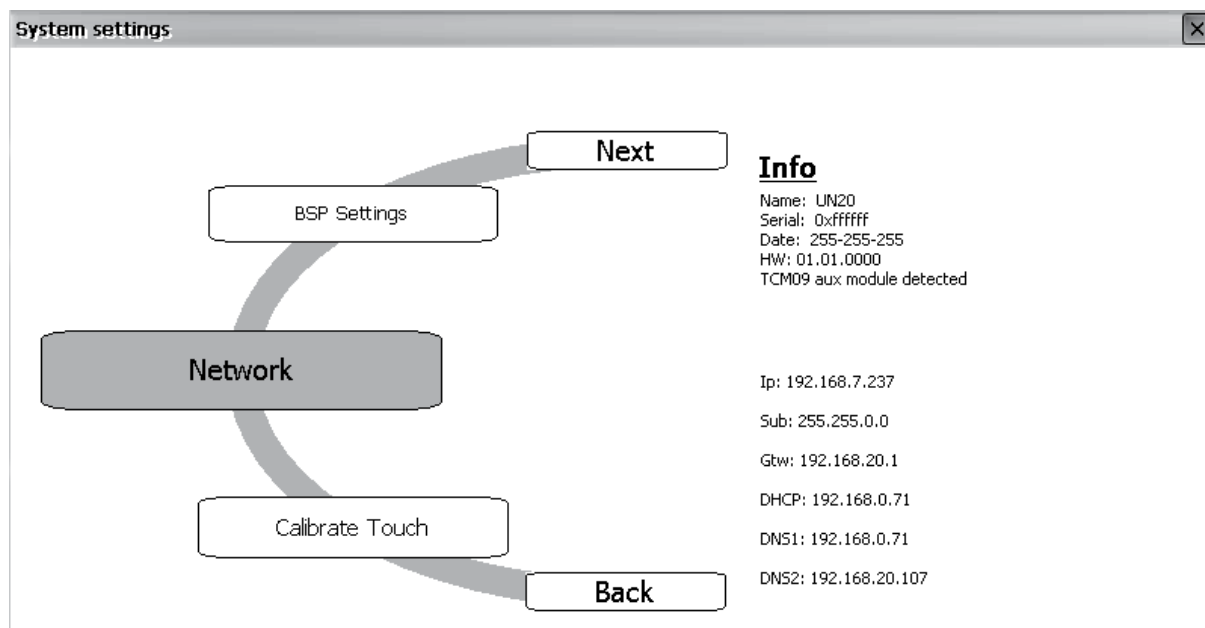 System settings
Next
BSP Settings
Network
Calibrate Touch
Back
Info
Name: UN20
Serial: 0xffffff
Date: 255-255-255
HW: 01.01.0000
TCM09 aux module detected
Ip: 192.168.7.237
Sub: 255.255.0.0
Gtw: 192.168.20.1
DHCP: 192.168.0.71
DNS1: 192.168.0.71
DNS2: 192.168.20.107